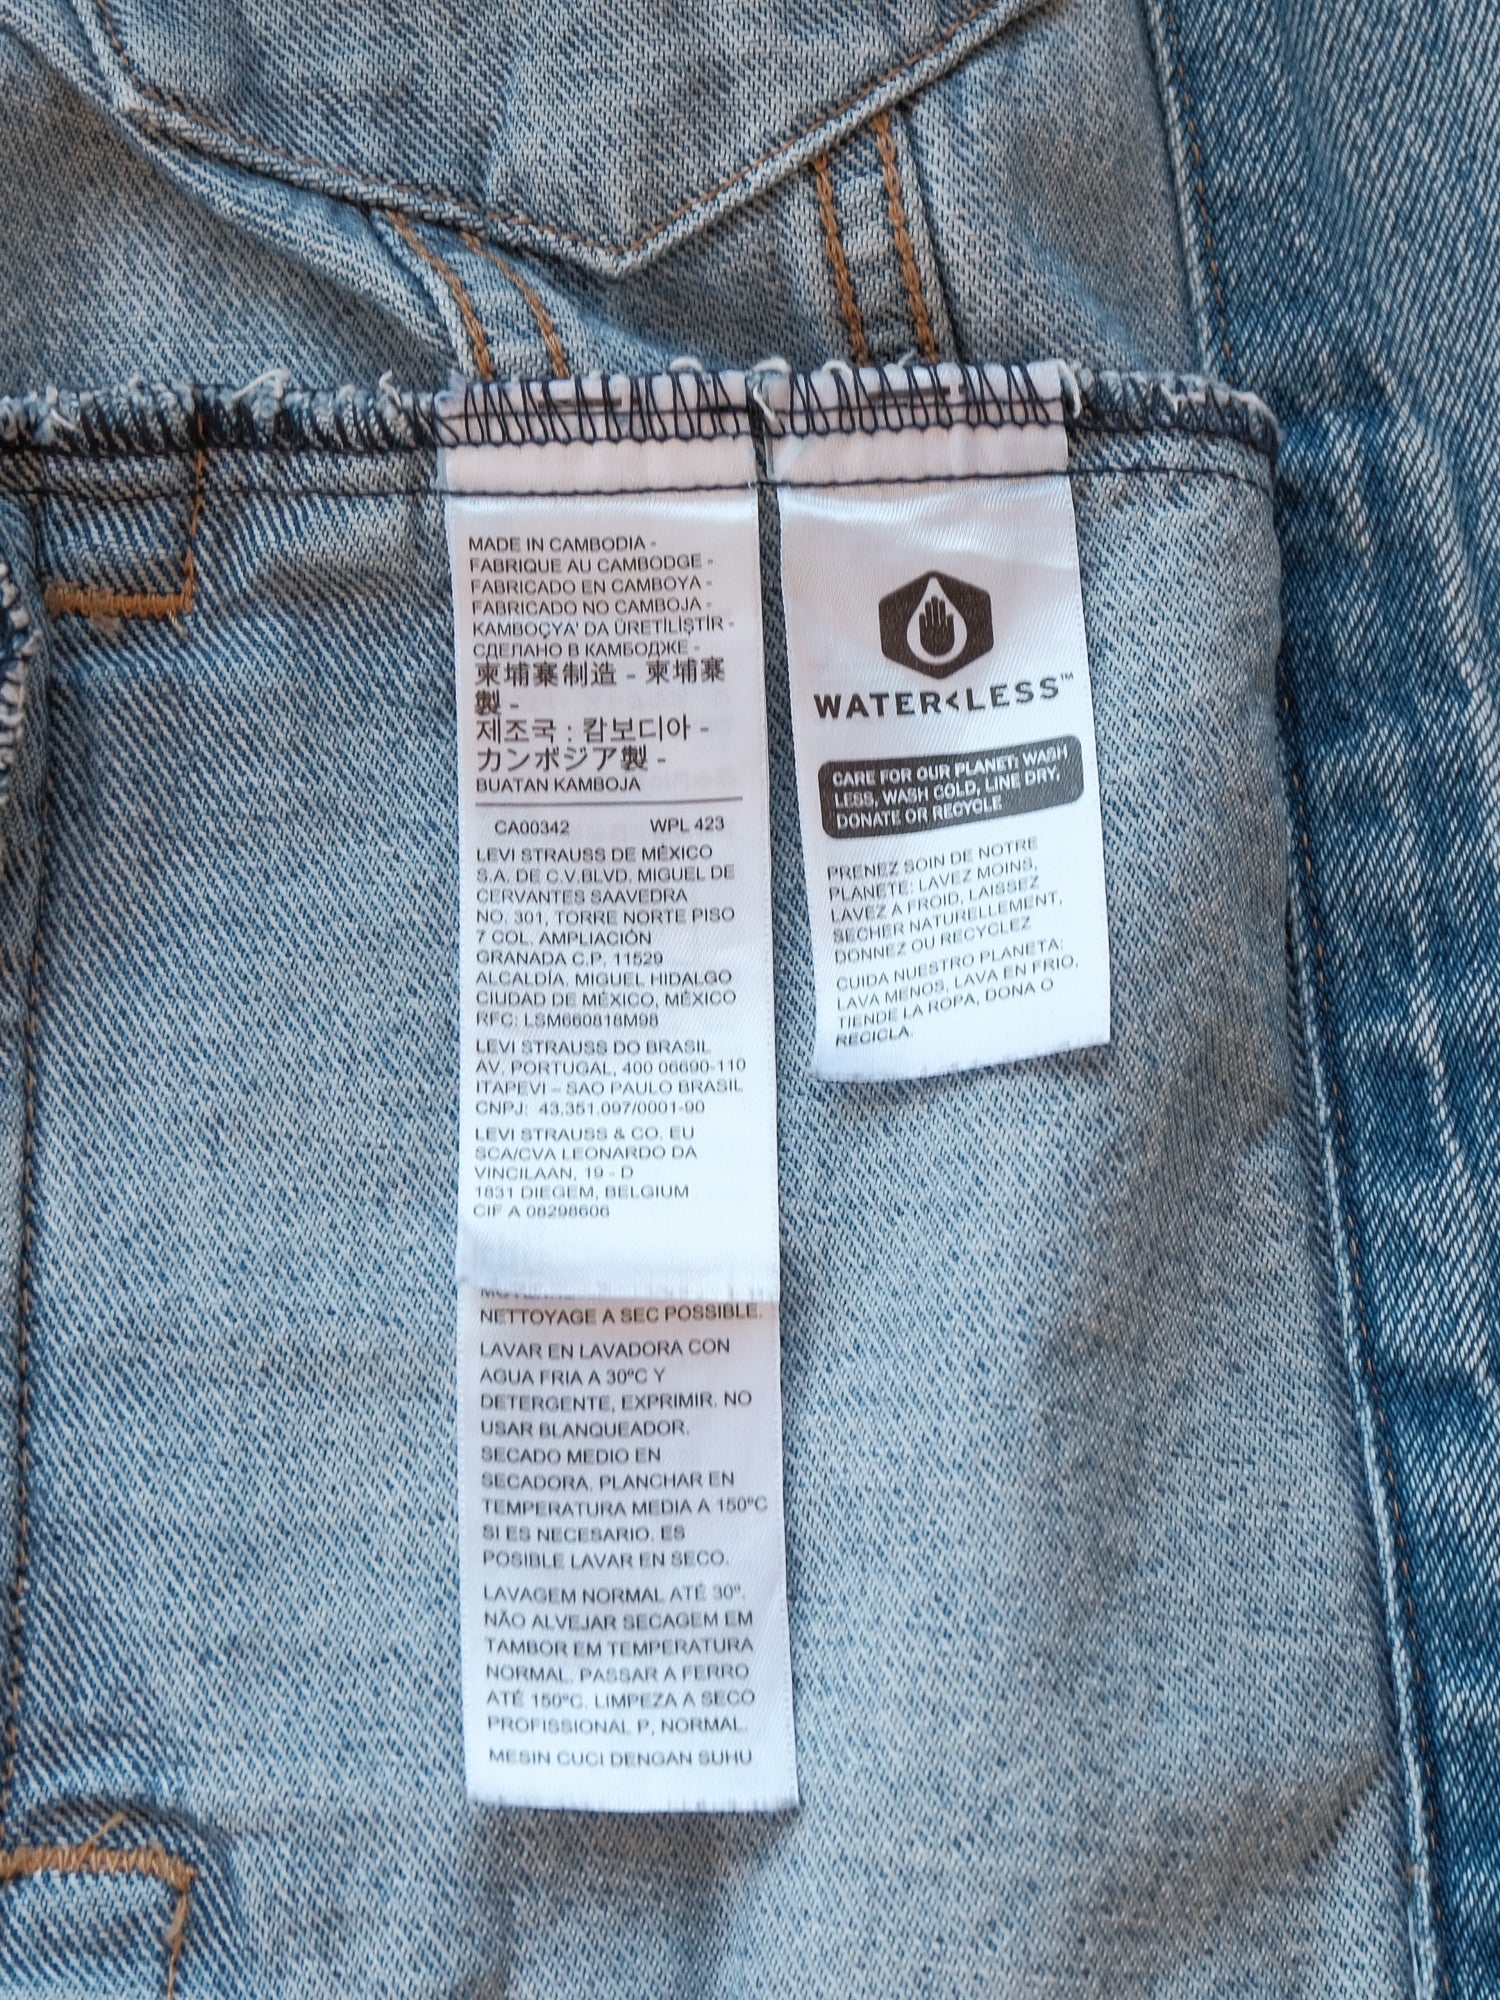 MADE IN CAMBODIA -
FABRIQUE AU CAMBODGE -
FABRICADO EN CAMBOYA -
FABRICADO NO CAMBOJA -
KAMBOÇYA' DA ÜRETİLİŞTİR -
СДЕЛАНО В КАМБОДЖЕ -
柬埔寨制造 - 柬埔寨
製 -
제조국 : 캄보디아 -
カンボジア製 -
BUATAN KAMBOJA
CA00342 WPL 423
LEVI STRAUSS DE MÉXICO
S.A. DE C.V.BLVD. MIGUEL DE
CERVANTES SAAVEDRA
NO. 301, TORRE NORTE PISO
7 COL. AMPLIACIÓN
GRANADA C.P. 11529
ALCALDÍA. MIGUEL HIDALGO
CIUDAD DE MÉXICO, MÉXICO
RFC: LSM660818M98
LEVI STRAUSS DO BRASIL
AV. PORTUGAL, 400 06690-110
ITAPEVI – SAO PAULO BRASIL
CNPJ: 43.351.097/0001-90
LEVI STRAUSS & CO. EU
SCA/CVA LEONARDO DA
VINCILAAN, 19 - D
1831 DIEGEM, BELGIUM
CIF A 08298606
NETTOYAGE A SEC POSSIBLE.
LAVAR EN LAVADORA CON
AGUA FRIA A 30ºC Y
DETERGENTE, EXPRIMIR. NO
USAR BLANQUEADOR.
SECADO MEDIO EN
SECADORA. PLANCHAR EN
TEMPERATURA MEDIA A 150ºC
SI ES NECESARIO. ES
POSIBLE LAVAR EN SECO.
LAVAGEM NORMAL ATÉ 30º.
NÃO ALVEJAR SECAGEM EM
TAMBOR EM TEMPERATURA
NORMAL. PASSAR A FERRO
ATÉ 150ºC. LIMPEZA A SECO
PROFISSIONAL P, NORMAL.
MESIN CUCI DENGAN SUHU
WATER<LESS™
CARE FOR OUR PLANET: WASH
LESS, WASH COLD, LINE DRY,
DONATE OR RECYCLE
PRENEZ SOIN DE NOTRE
PLANETE: LAVEZ MOINS,
LAVEZ A FROID, LAISSEZ
SECHER NATURELLEMENT,
DONNEZ OU RECYCLEZ
CUIDA NUESTRO PLANETA:
LAVA MENOS, LAVA EN FRIO,
TIENDE LA ROPA, DONA O
RECICLA.